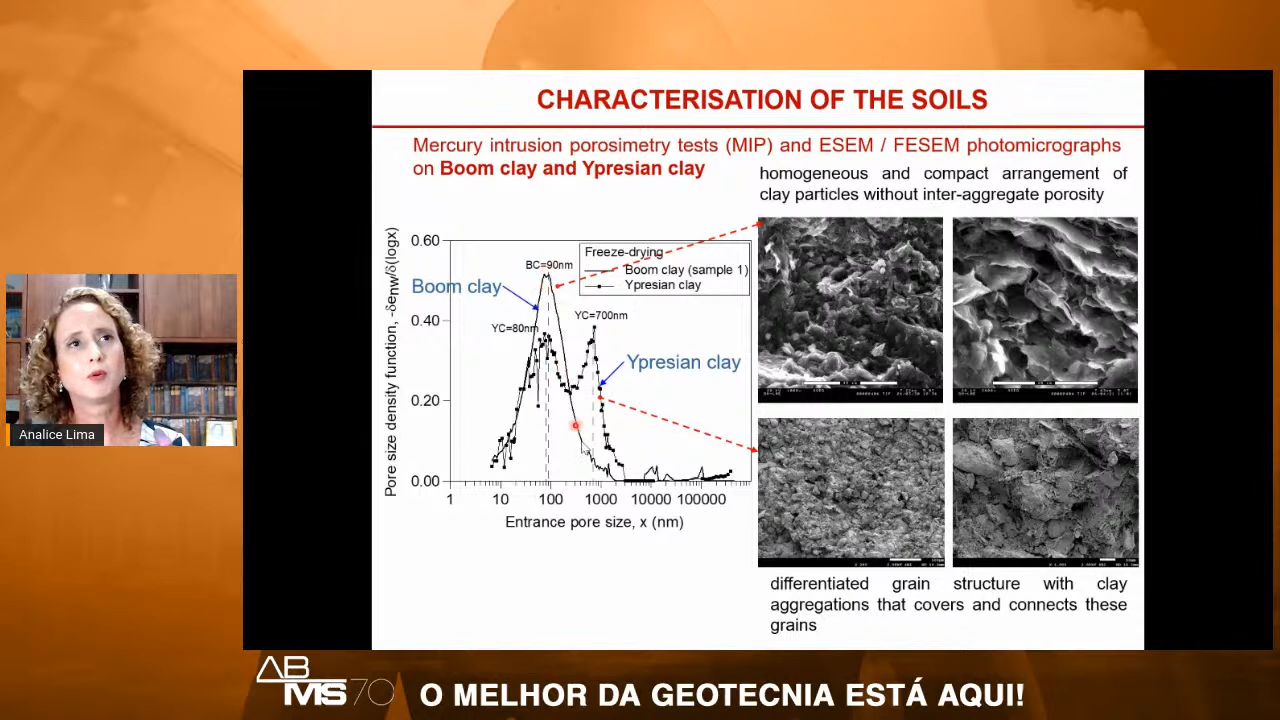 CHARACTERISATION OF THE SOILS
Mercury intrusion porosimetry tests (MIP) and ESEM / FESEM photomicrographs
on Boom clay and Ypresian clay
homogeneous and compact arrangement of
clay particles without inter-aggregate porosity
Pore size density function, -δenw/δ(logx)
0.60
0.40
0.20
0.00
Freeze-drying
Boom clay (sample 1)
Ypresian clay
BC=90nm
Boom clay
YC=80nm
YC=700nm
Ypresian clay
1
10
100
1000
10000
100000
Entrance pore size, x (nm)
differentiated grain structure with clay
aggregations that covers and connects these
grains
Analice Lima
ABMS70
O MELHOR DA GEOTECNIA ESTÁ AQUI!